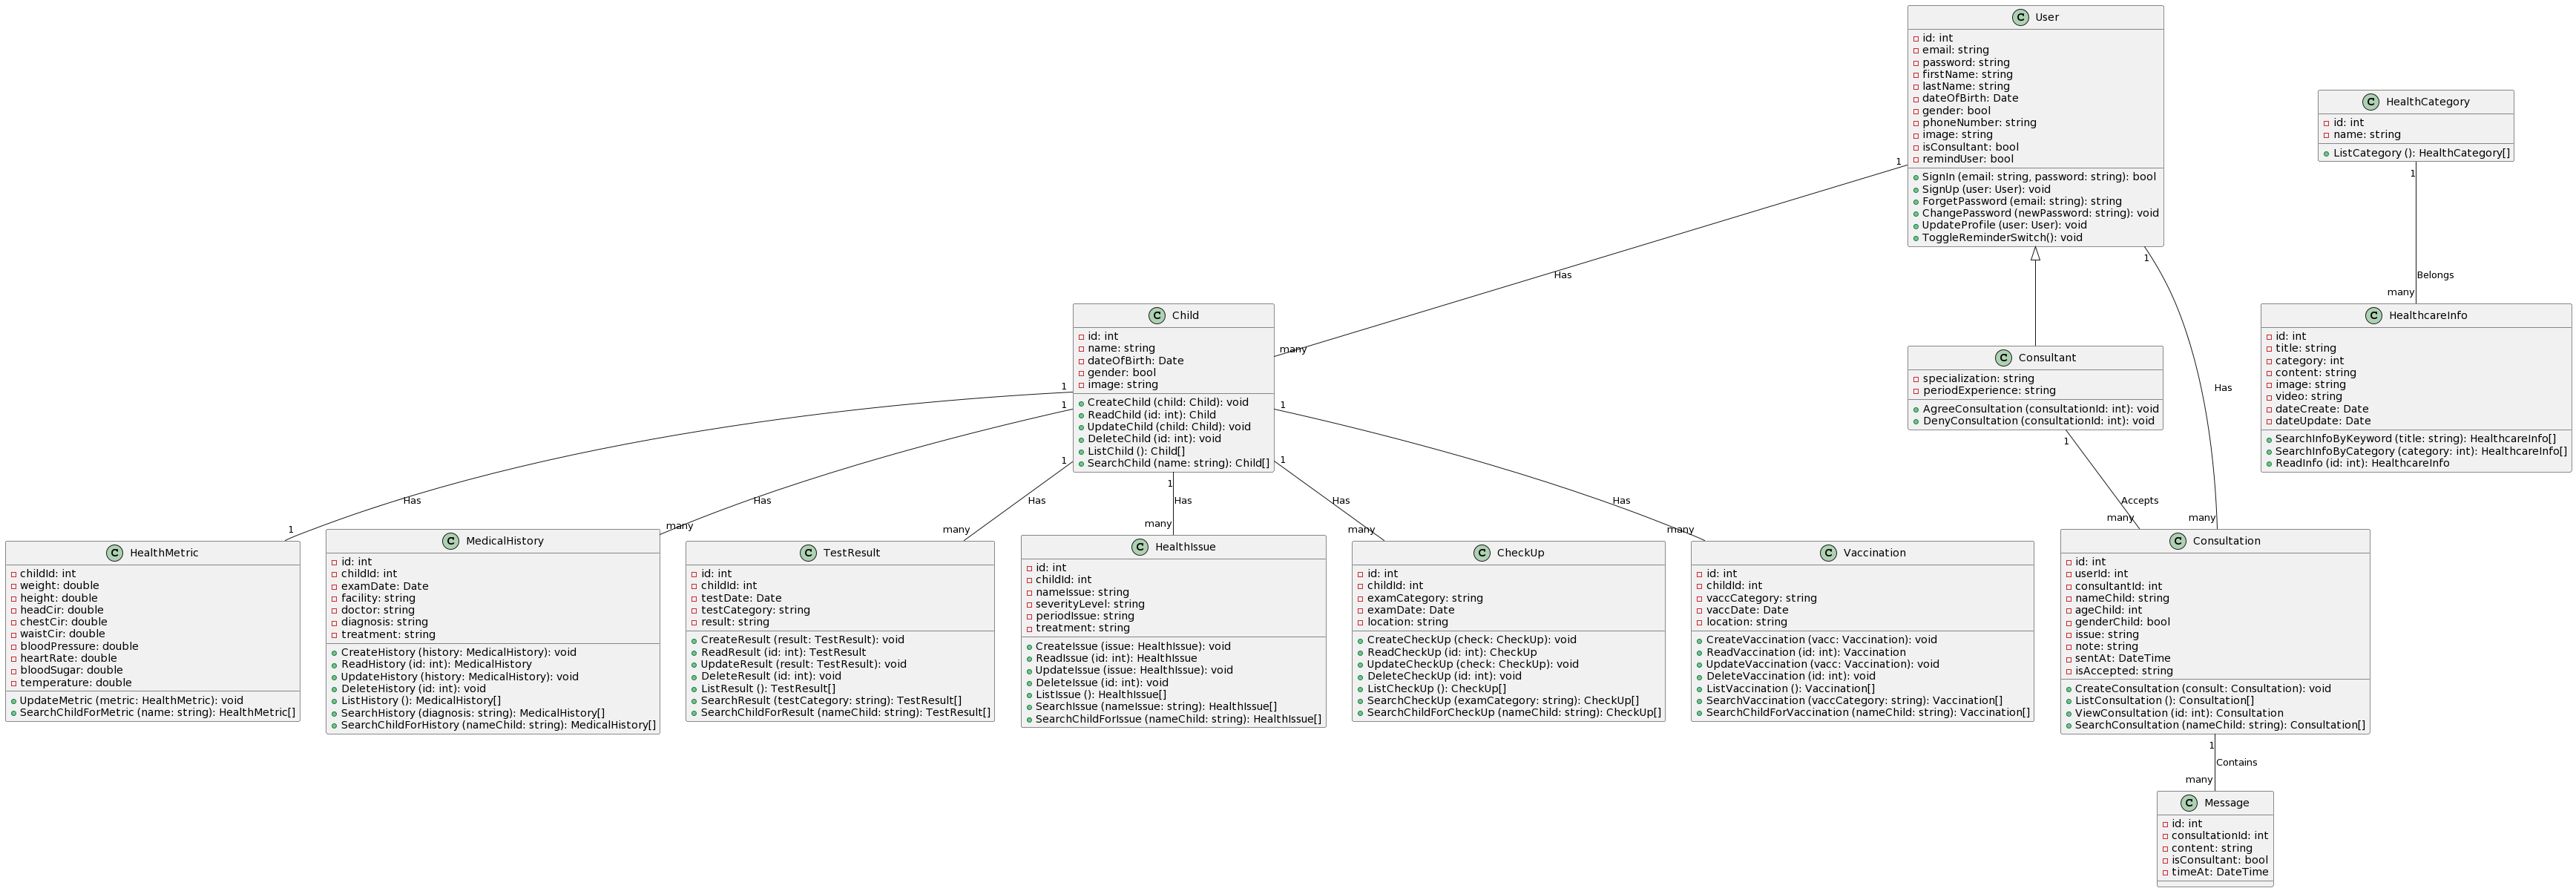 User
id: int
email: string
password: string
firstName: string
lastName: string
dateOfBirth: Date
gender: bool
phoneNumber: string
image: string
isConsultant: bool
remindUser: bool
SignIn (email: string, password: string): bool
SignUp (user: User): void
ForgetPassword (email: string): string
ChangePassword (newPassword: string): void
UpdateProfile (user: User): void
ToggleReminderSwitch(): void
HealthCategory
id: int
name: string
ListCategory (): HealthCategory[]
1
Has
many
1
Has
many
1
Belongs
many
Child
id: int
name: string
dateOfBirth: Date
gender: bool
image: string
CreateChild (child: Child): void
ReadChild (id: int): Child
UpdateChild (child: Child): void
DeleteChild (id: int): void
ListChild (): Child[]
SearchChild (name: string): Child[]
Consultant
specialization: string
periodExperience: string
AgreeConsultation (consultationId: int): void
DenyConsultation (consultationId: int): void
HealthcareInfo
id: int
title: string
category: int
content: string
image: string
video: string
dateCreate: Date
dateUpdate: Date
SearchInfoByKeyword (title: string): HealthcareInfo[]
SearchInfoByCategory (category: int): HealthcareInfo[]
ReadInfo (id: int): HealthcareInfo
1
Has
1
1
Has
many
1
Has
many
1
Has
many
1
Has
many
1
Has
many
1
Accepts
many
HealthMetric
childId: int
weight: double
height: double
headCir: double
chestCir: double
waistCir: double
bloodPressure: double
heartRate: double
bloodSugar: double
temperature: double
UpdateMetric (metric: HealthMetric): void
SearchChildForMetric (name: string): HealthMetric[]
MedicalHistory
id: int
childId: int
examDate: Date
facility: string
doctor: string
diagnosis: string
treatment: string
CreateHistory (history: MedicalHistory): void
ReadHistory (id: int): MedicalHistory
UpdateHistory (history: MedicalHistory): void
DeleteHistory (id: int): void
ListHistory (): MedicalHistory[]
SearchHistory (diagnosis: string): MedicalHistory[]
SearchChildForHistory (nameChild: string): MedicalHistory[]
TestResult
id: int
childId: int
testDate: Date
testCategory: string
result: string
CreateResult (result: TestResult): void
ReadResult (id: int): TestResult
UpdateResult (result: TestResult): void
DeleteResult (id: int): void
ListResult (): TestResult[]
SearchResult (testCategory: string): TestResult[]
SearchChildForResult (nameChild: string): TestResult[]
HealthIssue
id: int
childId: int
nameIssue: string
severityLevel: string
periodIssue: string
treatment: string
CreateIssue (issue: HealthIssue): void
ReadIssue (id: int): HealthIssue
UpdateIssue (issue: HealthIssue): void
DeleteIssue (id: int): void
ListIssue (): HealthIssue[]
SearchIssue (nameIssue: string): HealthIssue[]
SearchChildForIssue (nameChild: string): HealthIssue[]
CheckUp
id: int
childId: int
examCategory: string
examDate: Date
location: string
CreateCheckUp (check: CheckUp): void
ReadCheckUp (id: int): CheckUp
UpdateCheckUp (check: CheckUp): void
DeleteCheckUp (id: int): void
ListCheckUp (): CheckUp[]
SearchCheckUp (examCategory: string): CheckUp[]
SearchChildForCheckUp (nameChild: string): CheckUp[]
Vaccination
id: int
childId: int
vaccCategory: string
vaccDate: Date
location: string
CreateVaccination (vacc: Vaccination): void
ReadVaccination (id: int): Vaccination
UpdateVaccination (vacc: Vaccination): void
DeleteVaccination (id: int): void
ListVaccination (): Vaccination[]
SearchVaccination (vaccCategory: string): Vaccination[]
SearchChildForVaccination (nameChild: string): Vaccination[]
Consultation
id: int
userId: int
consultantId: int
nameChild: string
ageChild: int
genderChild: bool
issue: string
note: string
sentAt: DateTime
isAccepted: string
CreateConsultation (consult: Consultation): void
ListConsultation (): Consultation[]
ViewConsultation (id: int): Consultation
SearchConsultation (nameChild: string): Consultation[]
1
Contains
many
Message
id: int
consultationId: int
content: string
isConsultant: bool
timeAt: DateTime